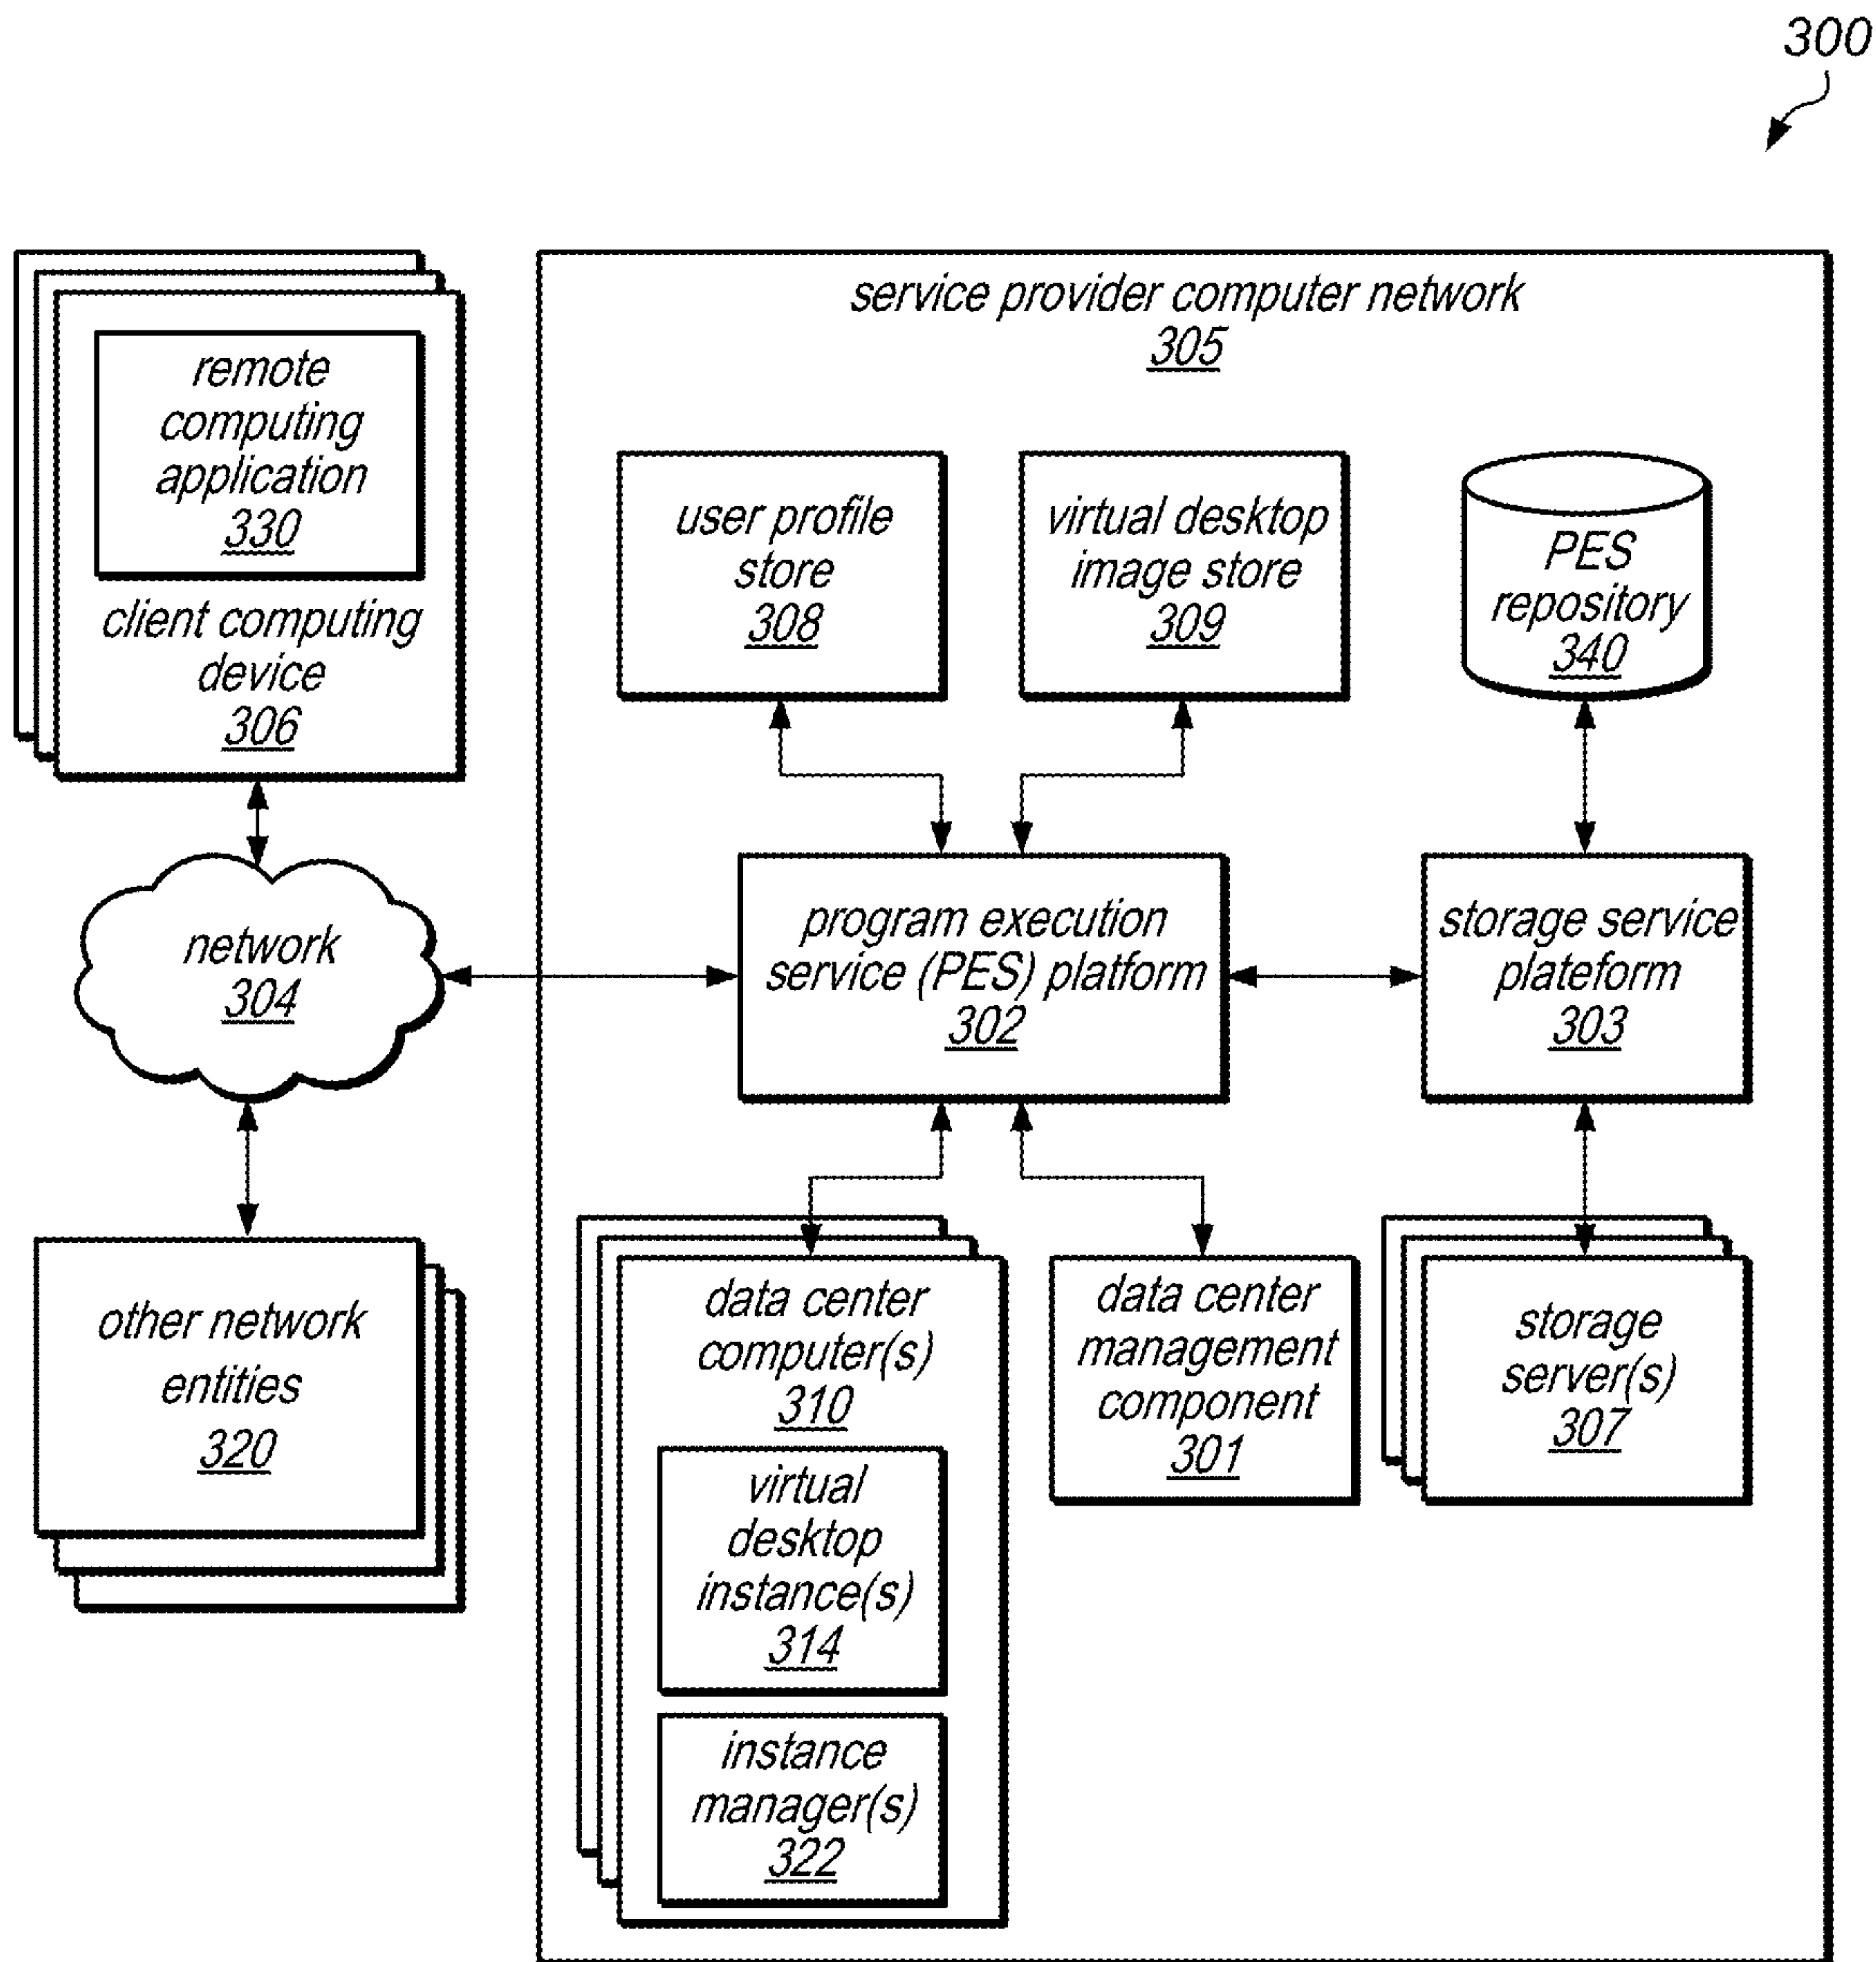 300
service provider computer network
305
remote
computing
application
330
client computing
device
306
user profile
store
308
virtual desktop
image store
309
PES
repository
340
network
304
program execution
service (PES) platform
302
storage service
plateform
303
other network
entities
320
data center
computer(s)
310
virtual
desktop
instance(s)
314
instance
manager(s)
322
data center
management
component
301
storage
server(s)
307